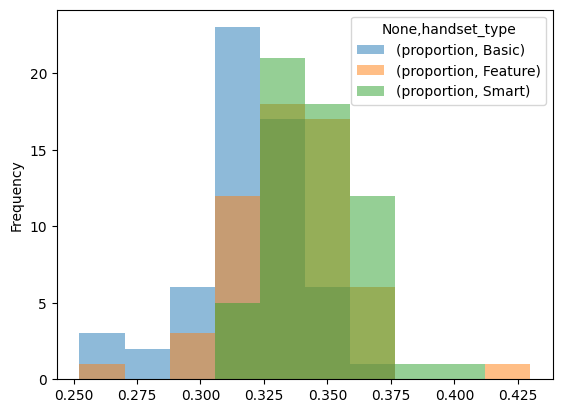 None,handset_type
(proportion, Basic)
(proportion, Feature)
(proportion, Smart)
Frequency
20
15
10
5
0
0.250 0.275 0.300 0.325 0.350 0.375 0.400 0.425